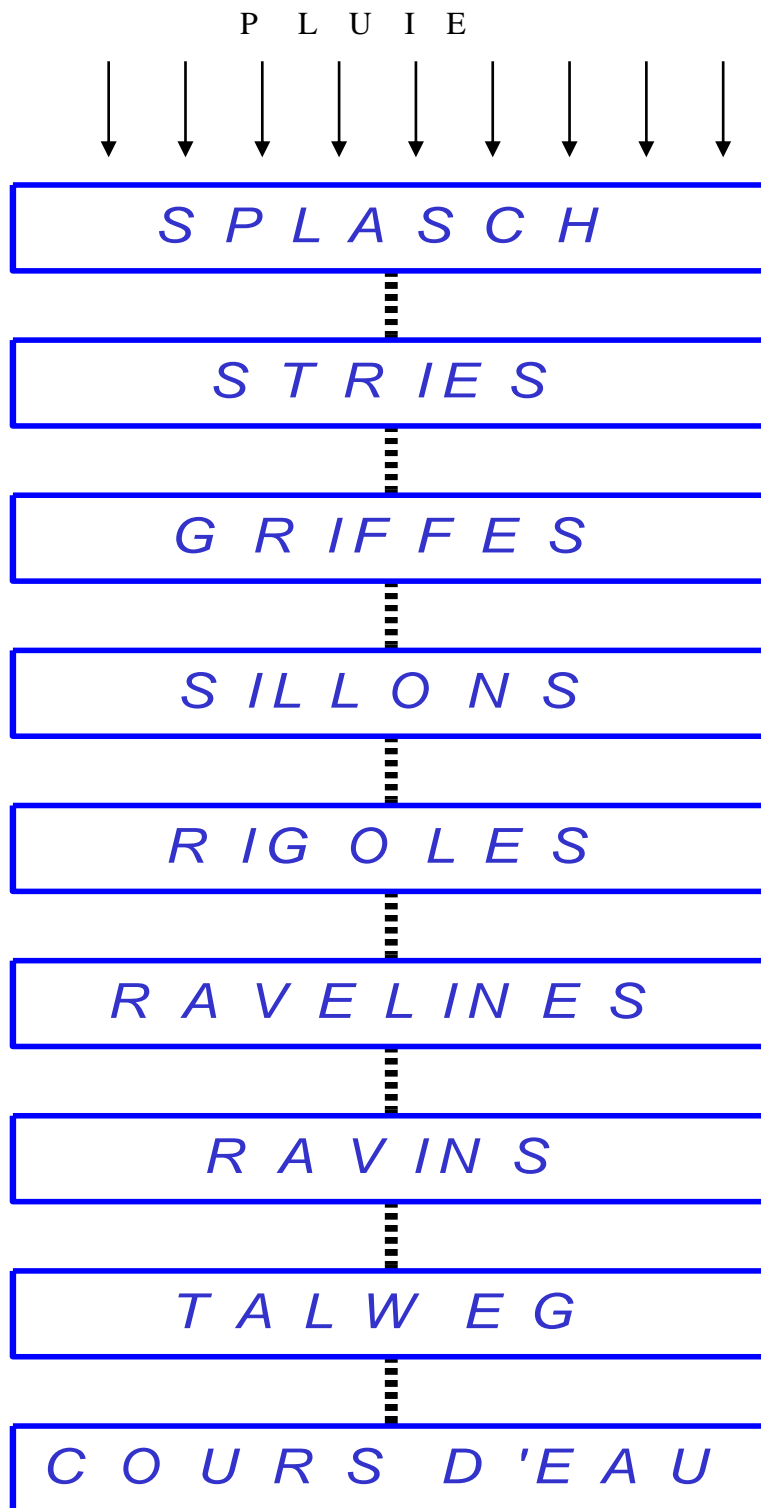 PLUIE
SPLASCH
STRIES
GRIFFES
SILLONS
RIGOLES
RAVELINES
RAVINS
TALWEG
COURS D'EAU